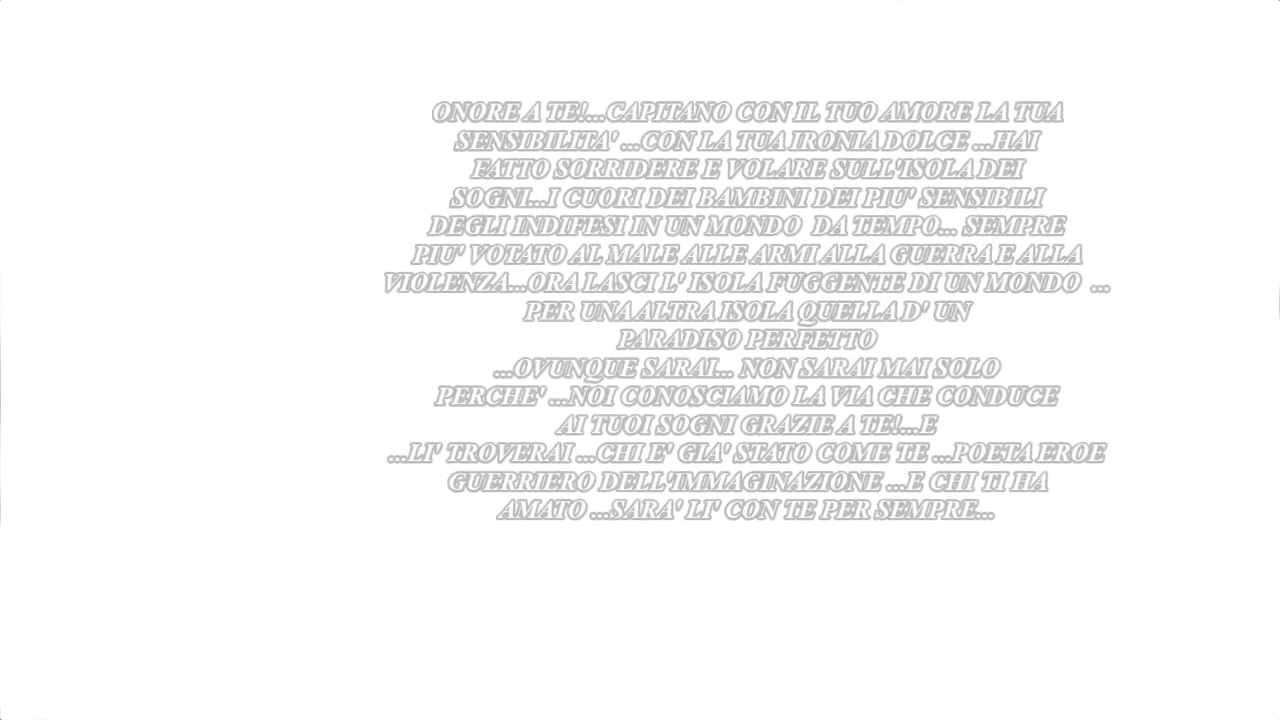 ONORE A TE!...CAPITANO CON IL TUO AMORE LA TUA
SENSIBILITA' ...CON LA TUA IRONIA DOLCE ...HAI
FATTO SORRIDERE E VOLARE SULL'ISOLA DEI
SOGNI...I CUORI DEI BAMBINI DEI PIU' SENSIBILI
DEGLI INDIFESI IN UN MONDO  DA TEMPO... SEMPRE
PIU' VOTATO AL MALE ALLE ARMI ALLA GUERRA E ALLA
VIOLENZA...ORA LASCI L' ISOLA FUGGENTE DI UN MONDO  ...
PER UNA ALTRA ISOLA QUELLA D' UN
PARADISO PERFETTO
...OVUNQUE SARAI... NON SARAI MAI SOLO
PERCHE' ...NOI CONOSCIAMO LA VIA CHE CONDUCE
AI TUOI SOGNI GRAZIE A TE!...E
...LI' TROVERAI ...CHI E' GIA' STATO COME TE ...POETA EROE
GUERRIERO DELL'IMMAGINAZIONE ...E CHI TI HA
AMATO ...SARA' LI' CON TE PER SEMPRE...